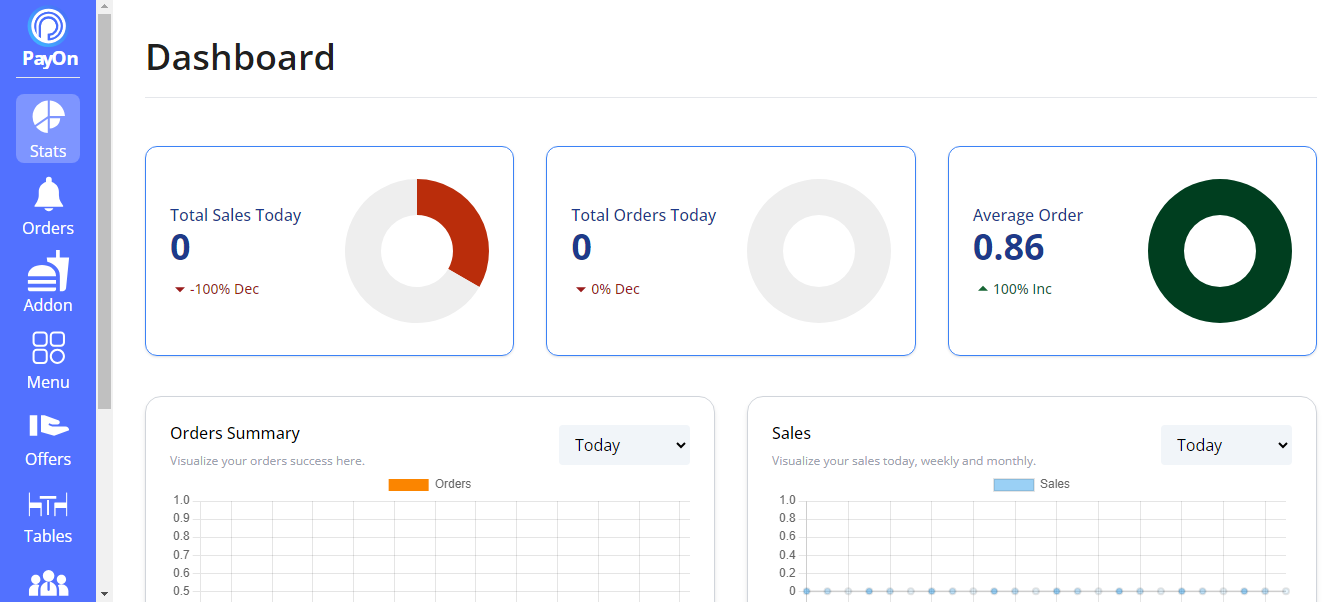 PayOn
Stats
Orders
Addon
Menu
Offers
Tables
Dashboard
Total Sales Today
0
-100% Dec
Total Orders Today
0
0% Dec
Average Order
0.86
100% Inc
Orders Summary
Visualize your orders success here.
Today
Orders
1.0
0.9
0.8
0.7
0.6
0.5
Sales
Visualize your sales today, weekly and monthly.
Today
Sales
1.0
0.8
0.6
0.4
0.2
0